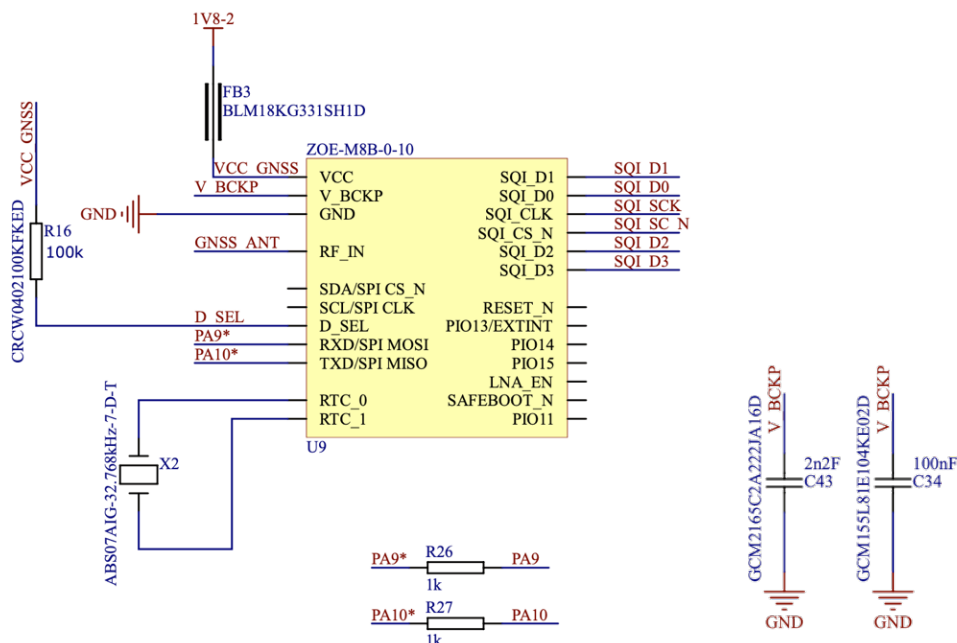 1V8-2
FB3
BLM18KG331SH1D
VCC_GNSS
CRCW0402100KFKED
R16
100k
ZOE-M8B-0-10
VCC_GNSS
V_BCKP
GND
GNSS_ANT
D_SEL
PA9*
PA10*
VCC
V_BCKP
GND
RF_IN
SDA/SPI CS_N
SCL/SPI CLK
D_SEL
RXD/SPI MOSI
TXD/SPI MISO
RTC_0
RTC_1
SQI_D1
SQI_D0
SQI_CLK
SQI_CS_N
SQI_D2
SQI_D3
RESET_N
PIO13/EXTINT
PIO14
PIO15
LNA_EN
SAFEBOOT_N
PIO11
SQI_D1
SQI_D0
SQI_SCK
SQI_SC_N
SQI_D2
SQI_D3
U9
X2
ABS07AIG-32.768kHz-7-D-T
PA9*
R26
1k
PA9
PA10*
R27
1k
PA10
V_BCKP
GCM2165C2A222JA16D
2n2F
C43
GND
V_BCKP
GCM155L81E104KE02D
100nF
C34
GND